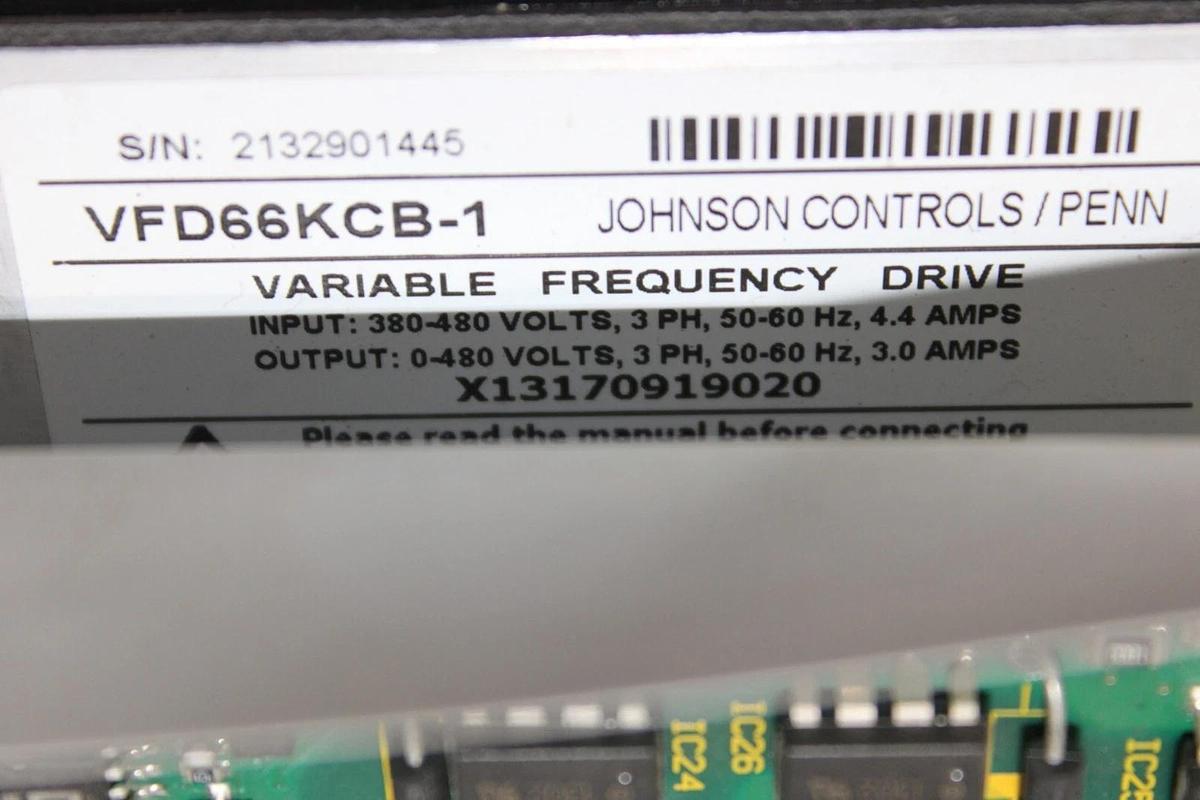 S/N: 2132901445
VFD66KCB-1 JOHNSON CONTROLS / PENN
VARIABLE FREQUENCY DRIVE
INPUT: 380-480 VOLTS, 3 PH, 50-60 Hz, 4.4 AMPS
OUTPUT: 0-480 VOLTS, 3 PH, 50-60 Hz, 3.0 AMPS
X13170919020
Please read the manual before connecting
IC24
IC26